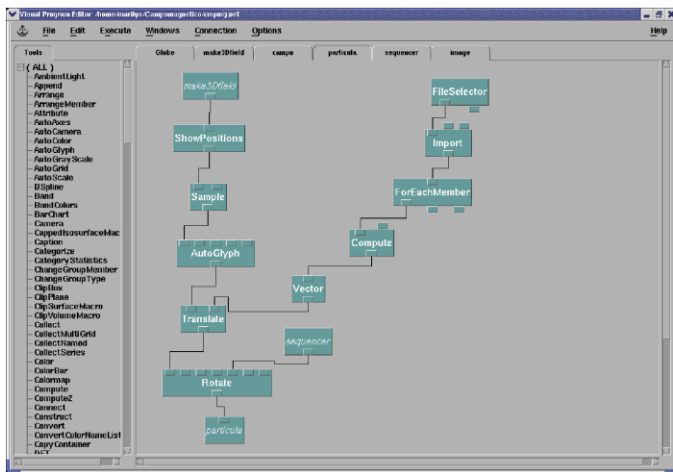 Visual Program Editor: /home/marilyn/Campomagnetico/cmpmg.net
File Edit Execute Windows Connection Options Help
Tools
Globe make3Dfield campo particula sequencer image
(ALL)
AmbientLight
Append
Arrange
ArrangeMember
Attribute
AutoAxes
AutoCamera
AutoColor
AutoGlyph
AutoGrayScale
AutoGrid
AutoScale
BSpline
Band
BandColors
BarChart
Camera
CappedIsosurfaceMac
Caption
Categorize
CategoryStatistics
ChangeGroupMember
ChangeGroupType
ClipBox
ClipPlane
ClipSurfaceMacro
ClipVolumeMacro
Collect
CollectMultiGrid
CollectNamed
CollectSeries
Color
ColorBar
Colormap
Compute
Compute2
Connect
Construct
Convert
ConvertColorNameList
CopyContainer
make3Dfield
FileSelector
ShowPositions
Import
Sample
ForEachMember
AutoGlyph
Compute
Vector
Translate
sequencer
Rotate
particula